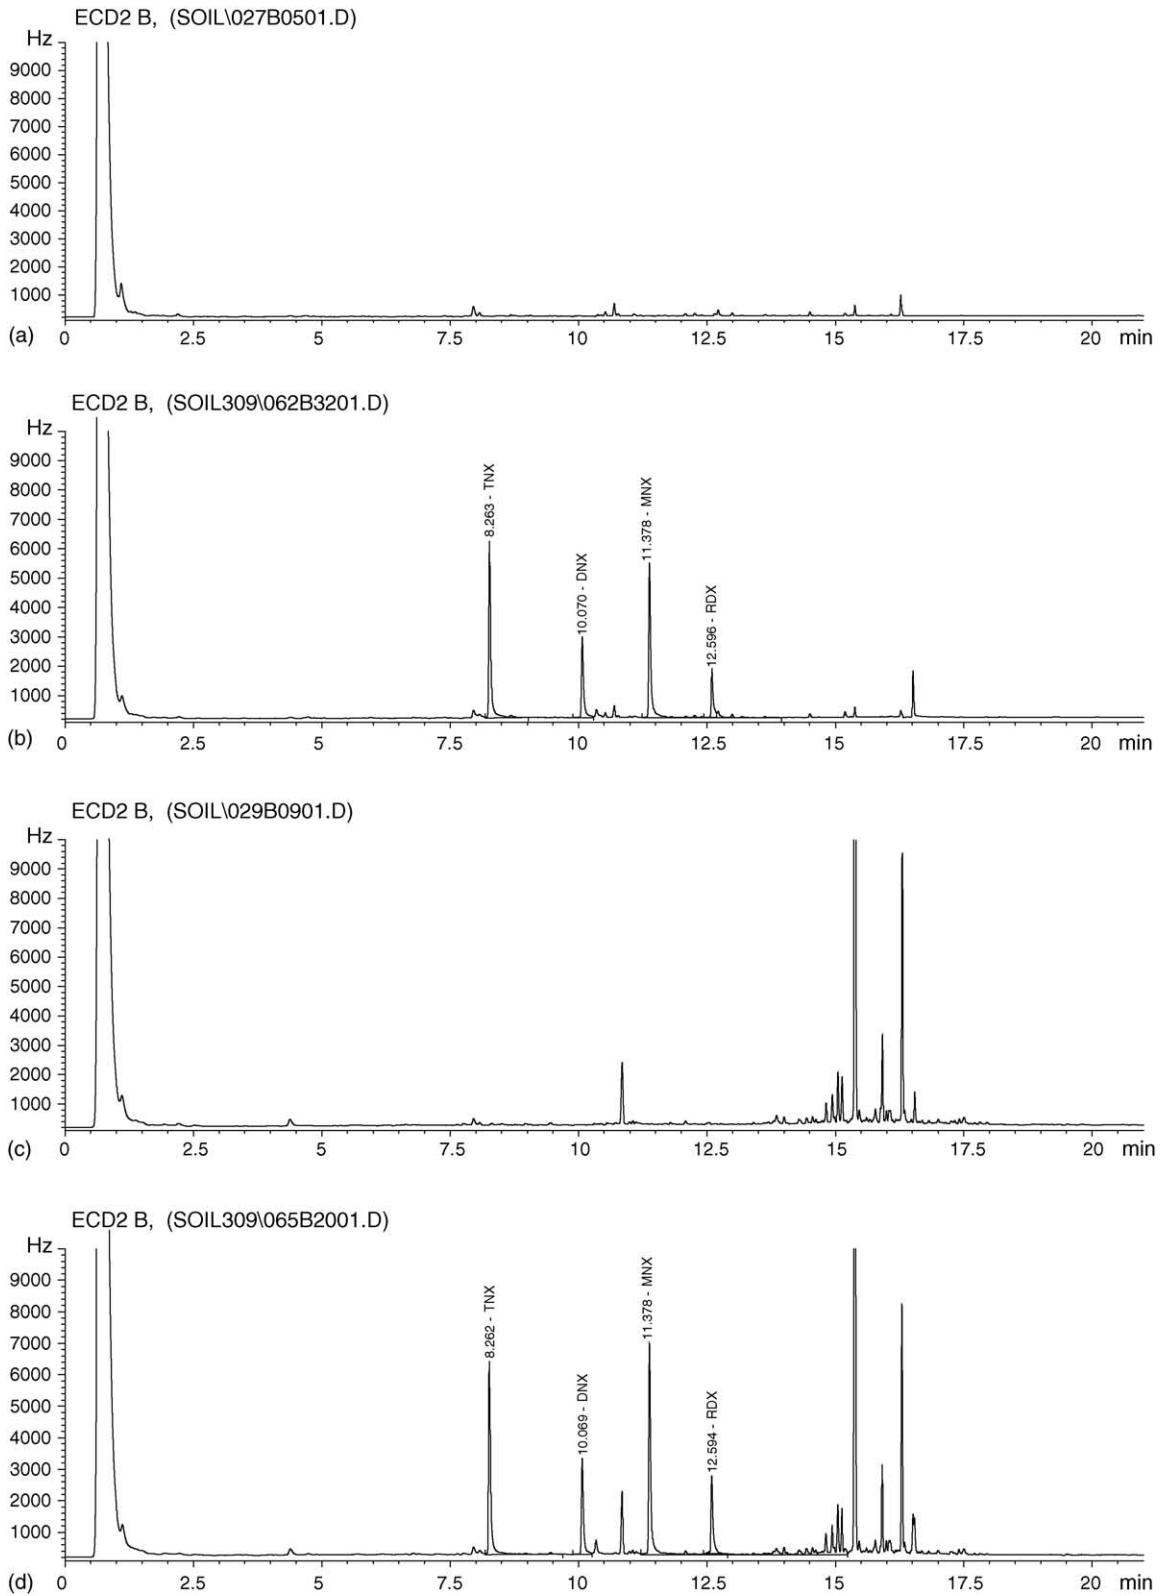 ECD2 B, (SOIL\027B0501.D)
Hz
9000
8000
7000
6000
5000
4000
3000
2000
1000
(a) 0 2.5 5 7.5 10 12.5 15 17.5 20 min
ECD2 B, (SOIL309\062B3201.D)
Hz
9000
8000
7000
6000
5000
4000
3000
2000
1000
8.263 - TNX
10.070 - DNX
11.378 - MNX
12.596 - RDX
(b) 0 2.5 5 7.5 10 12.5 15 17.5 20 min
ECD2 B, (SOIL\029B0901.D)
Hz
9000
8000
7000
6000
5000
4000
3000
2000
1000
(c) 0 2.5 5 7.5 10 12.5 15 17.5 20 min
ECD2 B, (SOIL309\065B2001.D)
Hz
9000
8000
7000
6000
5000
4000
3000
2000
1000
8.262 - TNX
10.069 - DNX
11.378 - MNX
12.594 - RDX
(d) 0 2.5 5 7.5 10 12.5 15 17.5 20 min